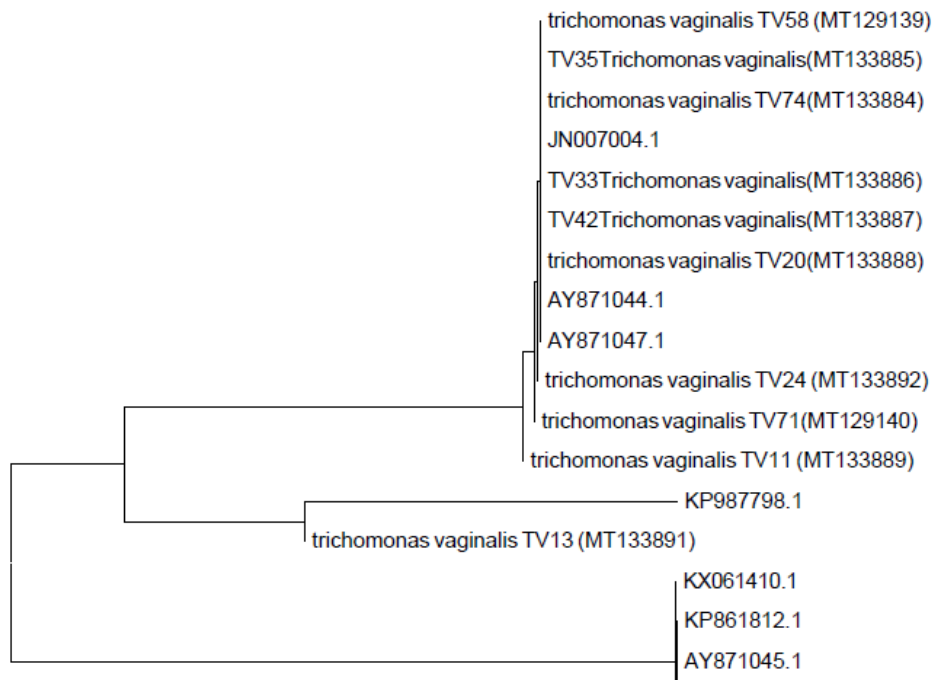 trichomonas vaginalis TV58 (MT129139)
TV35Trichomonas vaginalis(MT133885)
trichomonas vaginalis TV74(MT133884)
JN007004.1
TV33Trichomonas vaginalis(MT133886)
TV42Trichomonas vaginalis(MT133887)
trichomonas vaginalis TV20(MT133888)
AY871044.1
AY871047.1
trichomonas vaginalis TV24 (MT133892)
trichomonas vaginalis TV71(MT129140)
trichomonas vaginalis TV11 (MT133889)
KP987798.1
trichomonas vaginalis TV13 (MT133891)
KX061410.1
KP861812.1
AY871045.1